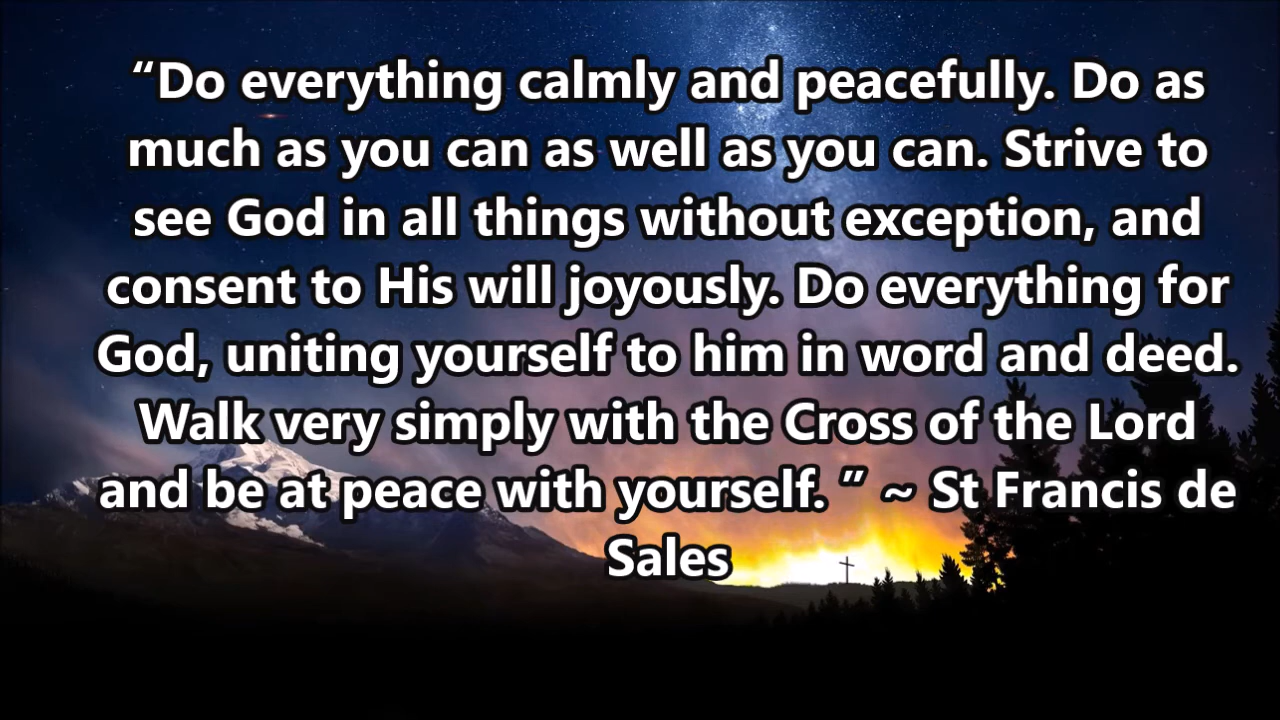 “Do everything calmly and peacefully. Do as
much as you can as well as you can. Strive to
see God in all things without exception, and
consent to His will joyously. Do everything for
God, uniting yourself to him in word and deed.
Walk very simply with the Cross of the Lord
and be at peace with yourself. ” ~ St Francis de
Sales